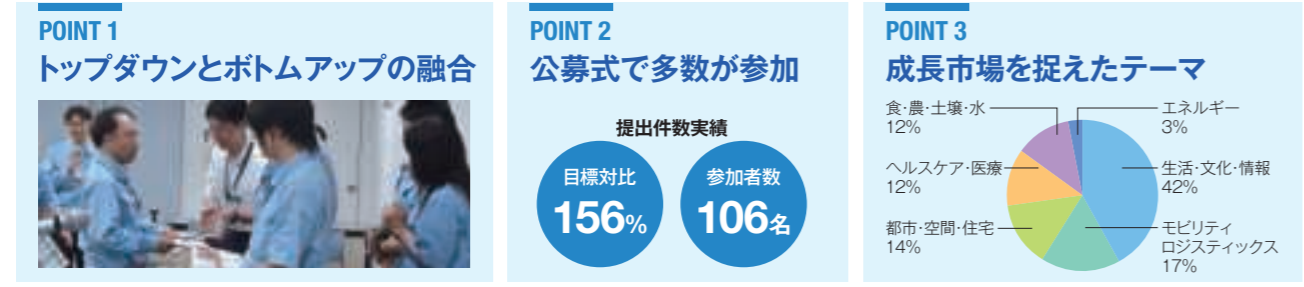 POINT 1
トップダウンとボトムアップの融合
POINT 2
公募式で多数が参加
提出件数実績
目標対比
156%
参加者数
106名
POINT 3
成長市場を捉えたテーマ
食・農・土壌・水
12%
ヘルスケア・医療
12%
都市・空間・住宅
14%
エネルギー
3%
生活・文化・情報
42%
モビリティ
ロジスティックス
17%